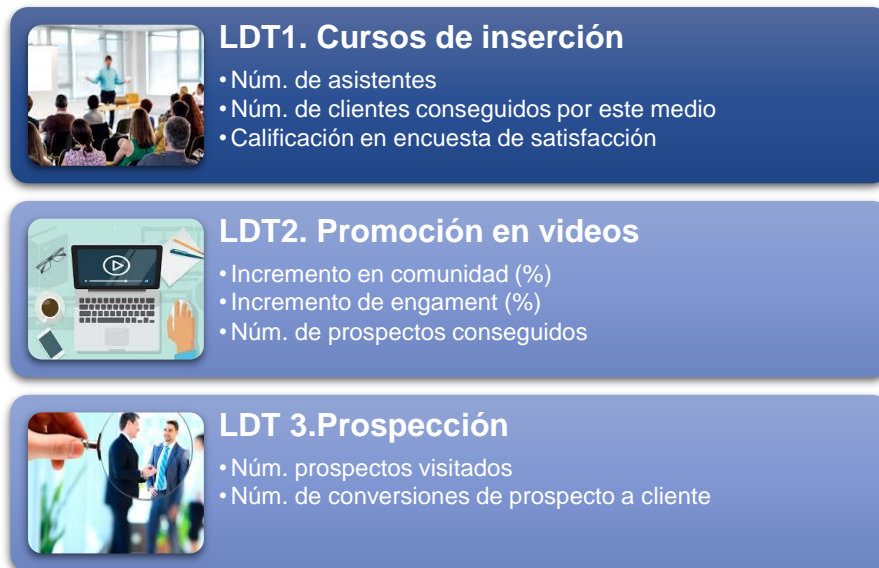 LDT1. Cursos de inserción
•Núm. de asistentes
•Núm. de clientes conseguidos por este medio
•Calificación en encuesta de satisfacción
LDT2. Promoción en videos
•Incremento en comunidad (%)
•Incremento de engament (%)
•Núm. de prospectos conseguidos
LDT 3.Prospección
•Núm. prospectos visitados
•Núm. de conversiones de prospecto a cliente